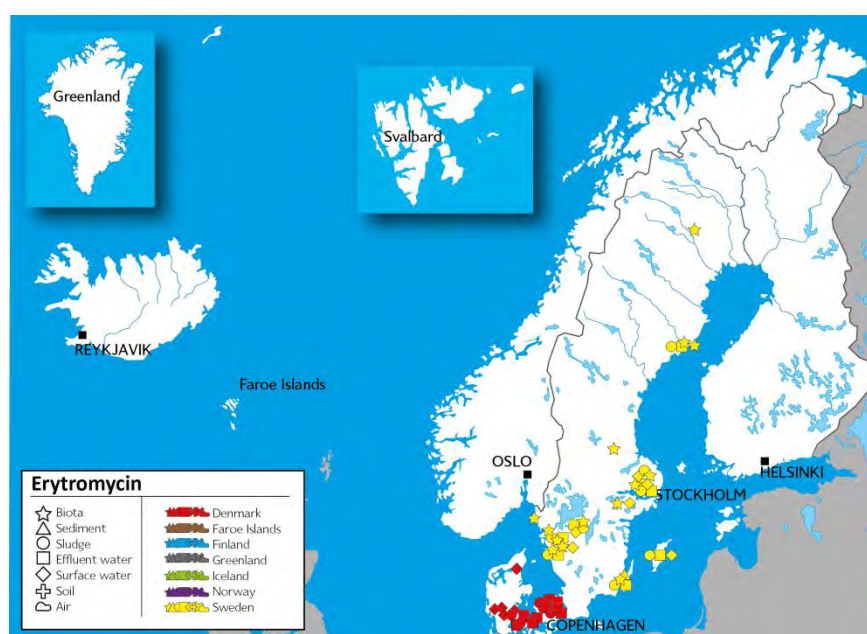 Greenland
Svalbard
REYKJAVIK
Faroe Islands
OSLO
HELSINKI
STOCKHOLM
COPENHAGEN
Erytromycin
Biota
Sediment
Sludge
Effluent water
Surface water
Soil
Air
Denmark
Faroe Islands
Finland
Greenland
Iceland
Norway
Sweden